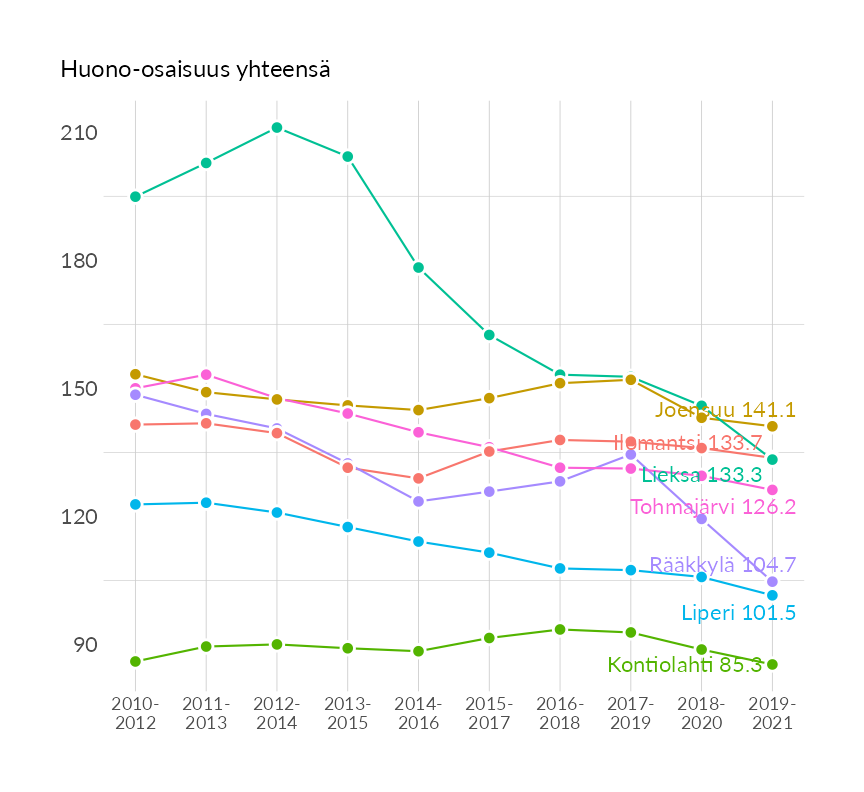 Huono-osaisuus yhteensä
210
180
150
120
90
Joensuu 141.1
Ilomantsi 133.7
Lieksa 133.3
Tohmajärvi 126.2
Rääkkylä 104.7
Liperi 101.5
Kontiolahti 85.3
2010- 2011- 2012- 2013- 2014- 2015- 2016- 2017- 2018- 2019-
2012 2013 2014 2015 2016 2017 2018 2019 2020 2021